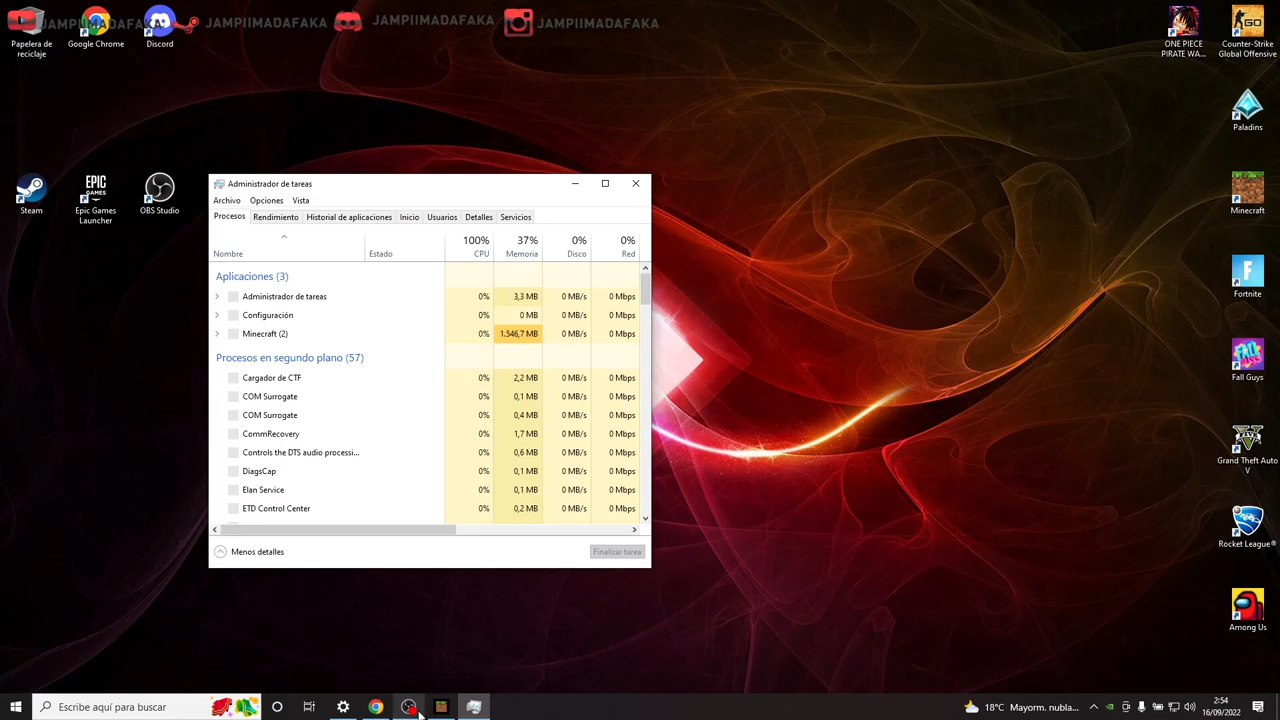 JAMPIIMADAFAKA
JAMPIIMADAFAKA
JAMPIIMADAFAKA
JAMPIIMADAFAKA
Papelera de
reciclaje
Google Chrome
Discord
ONE PIECE
PIRATE WA...
Counter-Strike
Global Offensive
Paladins
Steam
EPIC
GAMES
Epic Games
Launcher
OBS Studio
Minecraft
Fortnite
FALL
GUYS
Fall Guys
Grand Theft Auto
V
Rocket League®
Among Us
Administrador de tareas
Archivo Opciones Vista
Procesos Rendimiento Historial de aplicaciones Inicio Usuarios Detalles Servicios
100% 37% 0% 0%
Nombre Estado CPU Memoria Disco Red
Aplicaciones (3)
Administrador de tareas 0% 3,3 MB 0 MB/s 0 Mbps
Configuración 0% 0 MB 0 MB/s 0 Mbps
Minecraft (2) 0% 1.546,7 MB 0 MB/s 0 Mbps
Procesos en segundo plano (57)
Cargador de CTF 0% 2,2 MB 0 MB/s 0 Mbps
COM Surrogate 0% 0,1 MB 0 MB/s 0 Mbps
COM Surrogate 0% 0,4 MB 0 MB/s 0 Mbps
CommRecovery 0% 1,7 MB 0 MB/s 0 Mbps
Controls the DTS audio processi... 0% 0,6 MB 0 MB/s 0 Mbps
DiagsCap 0% 0,1 MB 0 MB/s 0 Mbps
Elan Service 0% 0,1 MB 0 MB/s 0 Mbps
ETD Control Center 0% 0,2 MB 0 MB/s 0 Mbps
Menos detalles Finalizar tarea
Escribe aquí para buscar
18°C Mayorm. nubla...
2:54
16/09/2022